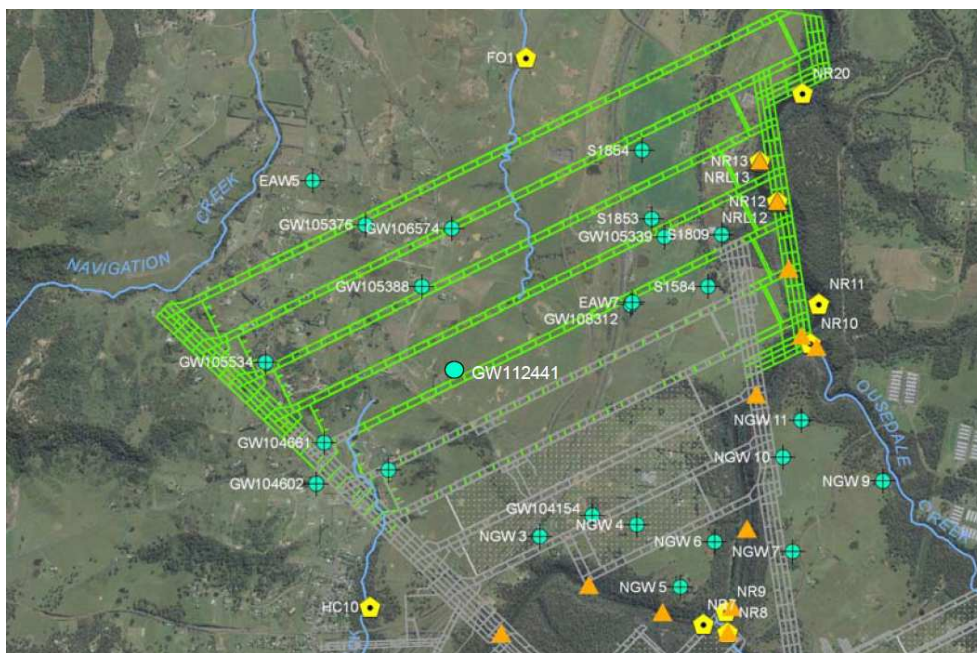 FO1
NR20
S1854
NR13
NRL13
EAW5
CREEK
NR12
NRL12
GW105376
GW106574
S1853
GW105339
S1809
NAVIGATION
GW105388
S1584
EAW7
GW108312
NR11
NR10
GW105534
GW112441
OUSEDALE
NGW 11
GW104661
NGW 10
GW104602
NGW 9
CREEK
GW104154
NGW 4
NGW 3
NGW 6
NGW 7
NGW 5
NR9
NR7
NR8
HC10